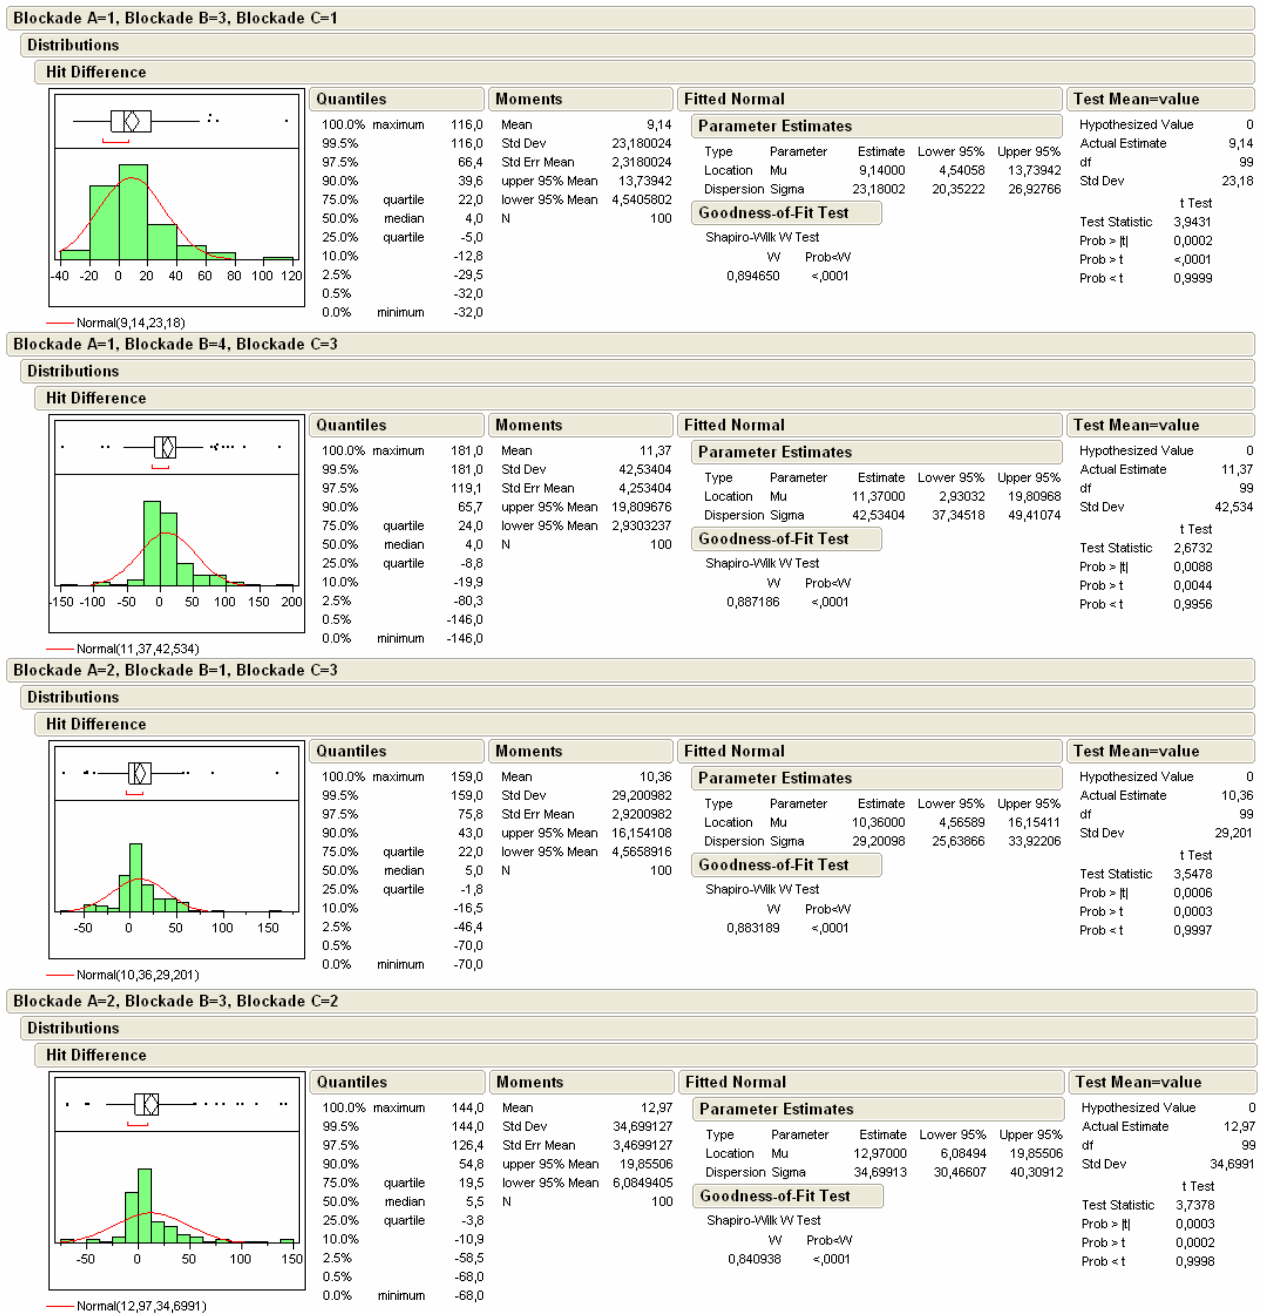 Blockade A=1, Blockade B=3, Blockade C=1
Distributions
Hit Difference
-40 -20 0 20 40 60 80 100 120
Normal(9,14,23,18)
Quantiles
100.0% maximum 116,0
99.5% 116,0
97.5% 66,4
90.0% 39,6
75.0% quartile 22,0
50.0% median 4,0
25.0% quartile -5,0
10.0% -12,8
2.5% -29,5
0.5% -32,0
0.0% minimum -32,0
Moments
Mean 9,14
Std Dev 23,180024
Std Err Mean 2,3180024
upper 95% Mean 13,73942
lower 95% Mean 4,5405802
N 100
Fitted Normal
Parameter Estimates
Type Parameter Estimate Lower 95% Upper 95%
Location Mu 9,14000 4,54058 13,73942
Dispersion Sigma 23,18002 20,35222 26,92766
Goodness-of-Fit Test
Shapiro-Wilk W Test
W Prob<W
0,894650 <,0001
Test Mean=value
Hypothesized Value 0
Actual Estimate 9,14
df 99
Std Dev 23,18
t Test
Test Statistic 3,9431
Prob > |t| 0,0002
Prob > t <,0001
Prob < t 0,9999
Blockade A=1, Blockade B=4, Blockade C=3
Distributions
Hit Difference
-150 -100 -50 0 50 100 150 200
Normal(11,37,42,534)
Quantiles
100.0% maximum 181,0
99.5% 181,0
97.5% 119,1
90.0% 65,7
75.0% quartile 24,0
50.0% median 4,0
25.0% quartile -8,8
10.0% -19,9
2.5% -80,3
0.5% -146,0
0.0% minimum -146,0
Moments
Mean 11,37
Std Dev 42,53404
Std Err Mean 4,253404
upper 95% Mean 19,809676
lower 95% Mean 2,9303237
N 100
Fitted Normal
Parameter Estimates
Type Parameter Estimate Lower 95% Upper 95%
Location Mu 11,37000 2,93032 19,80968
Dispersion Sigma 42,53404 37,34518 49,41074
Goodness-of-Fit Test
Shapiro-Wilk W Test
W Prob<W
0,887186 <,0001
Test Mean=value
Hypothesized Value 0
Actual Estimate 11,37
df 99
Std Dev 42,534
t Test
Test Statistic 2,6732
Prob > |t| 0,0088
Prob > t 0,0044
Prob < t 0,9956
Blockade A=2, Blockade B=1, Blockade C=3
Distributions
Hit Difference
-50 0 50 100 150
Normal(10,36,29,201)
Quantiles
100.0% maximum 159,0
99.5% 159,0
97.5% 75,8
90.0% 43,0
75.0% quartile 22,0
50.0% median 5,0
25.0% quartile -1,8
10.0% -16,5
2.5% -46,4
0.5% -70,0
0.0% minimum -70,0
Moments
Mean 10,36
Std Dev 29,200982
Std Err Mean 2,9200982
upper 95% Mean 16,154108
lower 95% Mean 4,5658916
N 100
Fitted Normal
Parameter Estimates
Type Parameter Estimate Lower 95% Upper 95%
Location Mu 10,36000 4,56589 16,15411
Dispersion Sigma 29,20098 25,63866 33,92206
Goodness-of-Fit Test
Shapiro-Wilk W Test
W Prob<W
0,883189 <,0001
Test Mean=value
Hypothesized Value 0
Actual Estimate 10,36
df 99
Std Dev 29,201
t Test
Test Statistic 3,5478
Prob > |t| 0,0006
Prob > t 0,0003
Prob < t 0,9997
Blockade A=2, Blockade B=3, Blockade C=2
Distributions
Hit Difference
-50 0 50 100 150
Normal(12,97,34,6991)
Quantiles
100.0% maximum 144,0
99.5% 144,0
97.5% 126,4
90.0% 54,8
75.0% quartile 19,5
50.0% median 5,5
25.0% quartile -3,8
10.0% -10,9
2.5% -58,5
0.5% -68,0
0.0% minimum -68,0
Moments
Mean 12,97
Std Dev 34,699127
Std Err Mean 3,4699127
upper 95% Mean 19,85506
lower 95% Mean 6,0849405
N 100
Fitted Normal
Parameter Estimates
Type Parameter Estimate Lower 95% Upper 95%
Location Mu 12,97000 6,08494 19,85506
Dispersion Sigma 34,69913 30,46607 40,30912
Goodness-of-Fit Test
Shapiro-Wilk W Test
W Prob<W
0,840938 <,0001
Test Mean=value
Hypothesized Value 0
Actual Estimate 12,97
df 99
Std Dev 34,6991
t Test
Test Statistic 3,7378
Prob > |t| 0,0003
Prob > t 0,0002
Prob < t 0,9998